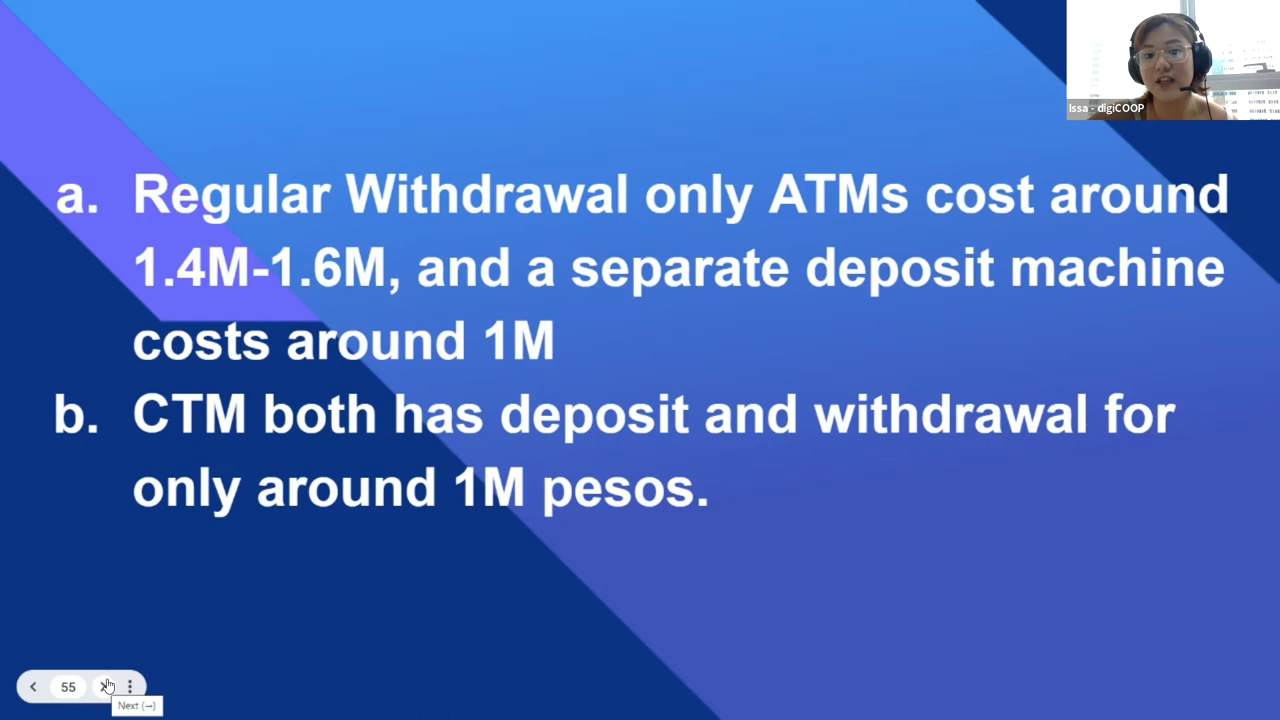 Issa - digiCOOP
a. Regular Withdrawal only ATMs cost around
1.4M-1.6M, and a separate deposit machine
costs around 1M
b. CTM both has deposit and withdrawal for
only around 1M pesos.
55
Next (→)